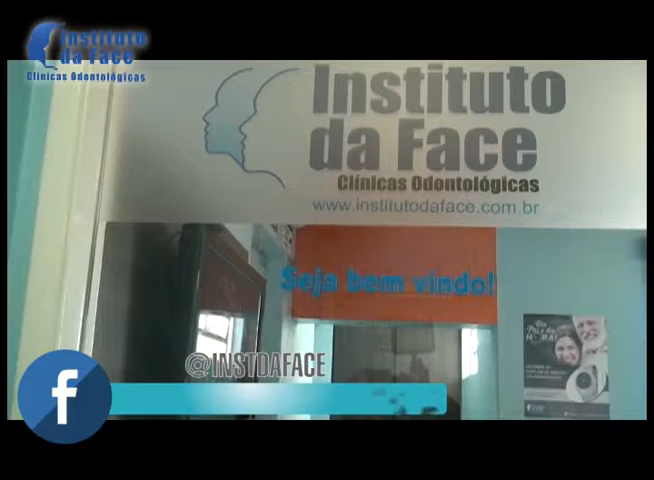 Instituto
da Face
Clínicas Odontológicas
Instituto
da Face
Clínicas Odontológicas
www.institutodaface.com.br
Seja bem vindo!
@INSTDAFACE
f